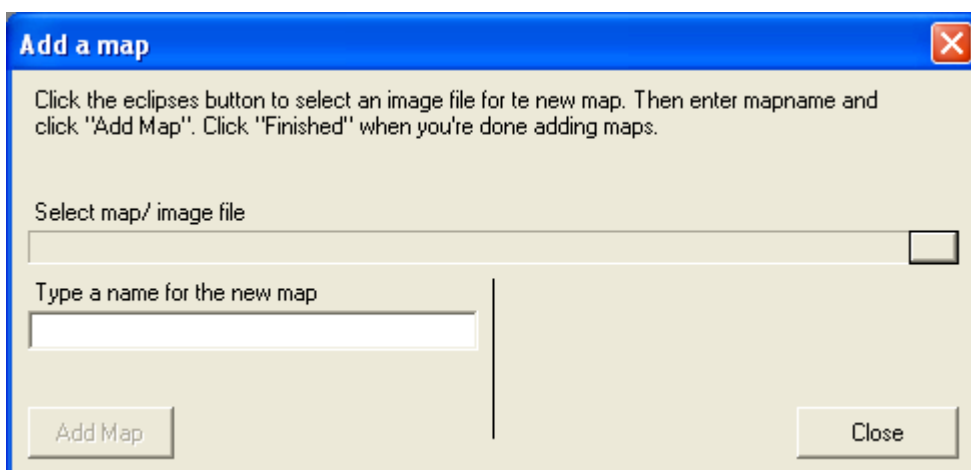 Add a map
Click the eclipses button to select an image file for te new map. Then enter mapname and
click "Add Map". Click "Finished" when you're done adding maps.
Select map/ image file
Type a name for the new map
Add Map
Close